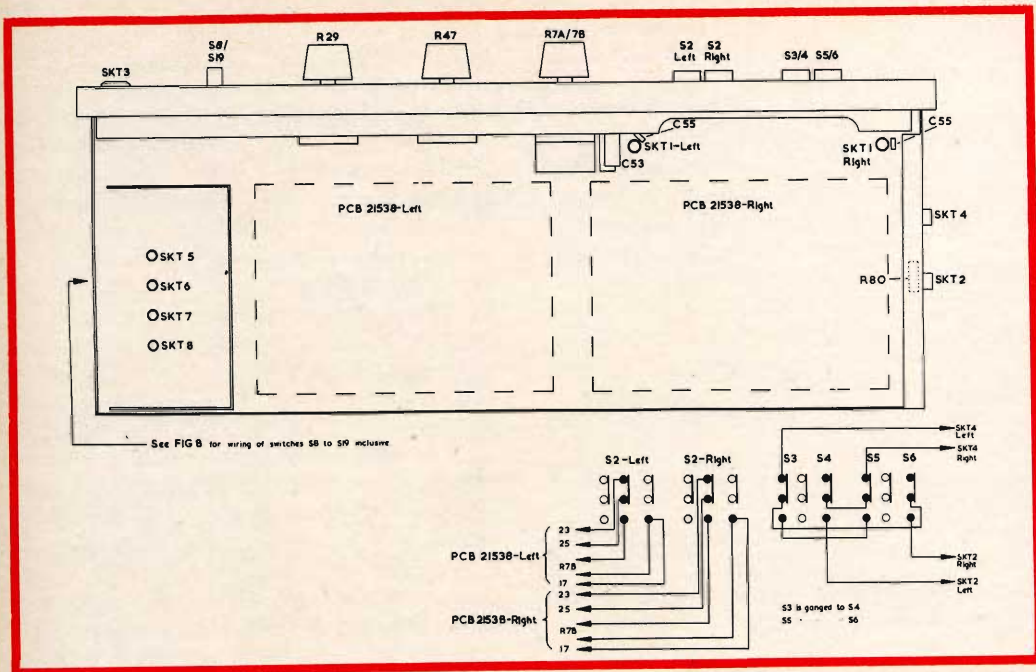 SKT3
S8/
S19
R29
R47
R7A/7B
S2
Left
S2
Right
S3/4
S5/6
C55
SKT1-Left
C53
C55
SKT1
Right
PCB 21538-Left
PCB 21538-Right
SKT 4
SKT 5
SKT6
SKT7
SKT8
R80
SKT2
See FIG 8 for wiring of switches S8 to S19 inclusive
S2-Left
S2-Right
S3
S4
S5
S6
SKT4
Left
SKT4
Right
PCB 21538-Left
23
25
R7B
17
PCB 21538-Right
23
25
R7B
17
SKT2
Right
SKT2
Left
S3 is ganged to S4
S5 " " " S6